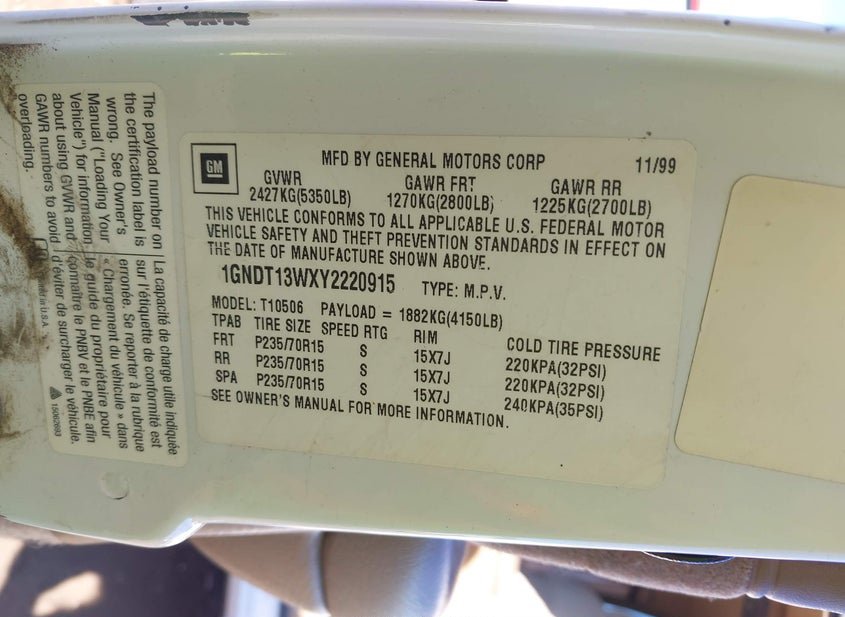 GM
MFD BY GENERAL MOTORS CORP 11/99
GVWR GAWR FRT GAWR RR
2427KG(5350LB) 1270KG(2800LB) 1225KG(2700LB)
THIS VEHICLE CONFORMS TO ALL APPLICABLE U.S. FEDERAL MOTOR
VEHICLE SAFETY AND THEFT PREVENTION STANDARDS IN EFFECT ON
THE DATE OF MANUFACTURE SHOWN ABOVE.
1GNDT13WXY2220915 TYPE: M.P.V.
MODEL: T10506 PAYLOAD = 1882KG(4150LB)
TPAB TIRE SIZE SPEED RTG RIM COLD TIRE PRESSURE
FRT P235/70R15 S 15X7J 220KPA(32PSI)
RR P235/70R15 S 15X7J 220KPA(32PSI)
SPA P235/70R15 S 15X7J 240KPA(35PSI)
SEE OWNER'S MANUAL FOR MORE INFORMATION.
The payload number on
the certification label is
wrong. See Owner's
Manual ("Loading Your
Vehicle") for information
about using GVWR and
GAWR numbers to avoid
overloading.
La capacité de charge utile indiquée
sur l'étiquette de conformité est
erronée. Se reporter à la rubrique
« Chargement du véhicule » dans
le guide du propriétaire pour
connaître le PNBV et le PNBE afin
d'éviter de surcharger le véhicule.
in U.S.A.
15062693